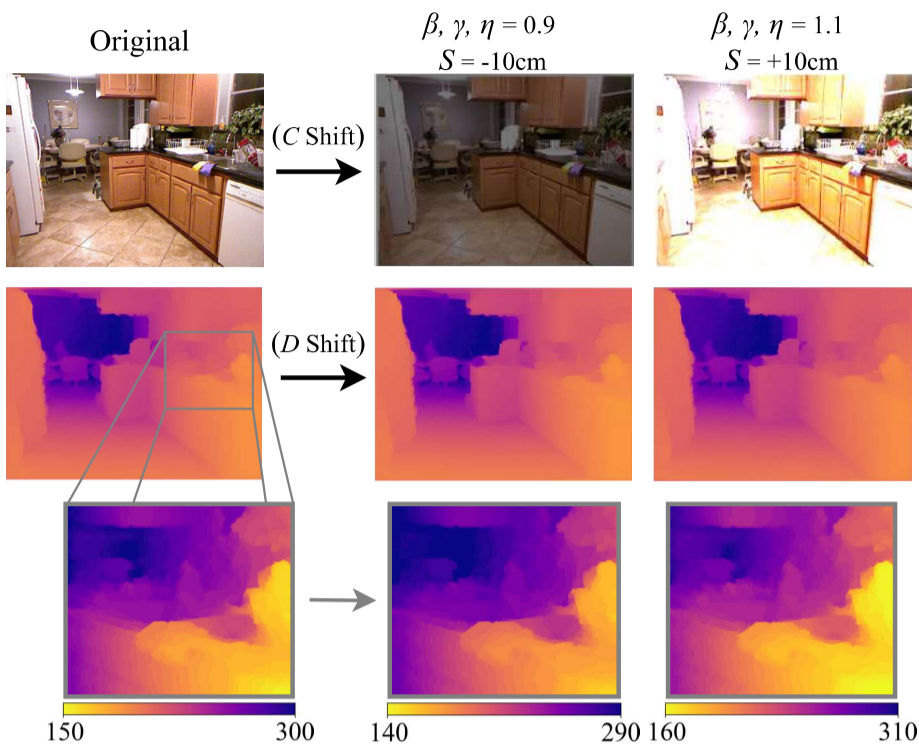 Original
β, γ, η = 0.9
S = -10cm
β, γ, η = 1.1
S = +10cm
(C Shift)
(D Shift)
150 300
140 290
160 310